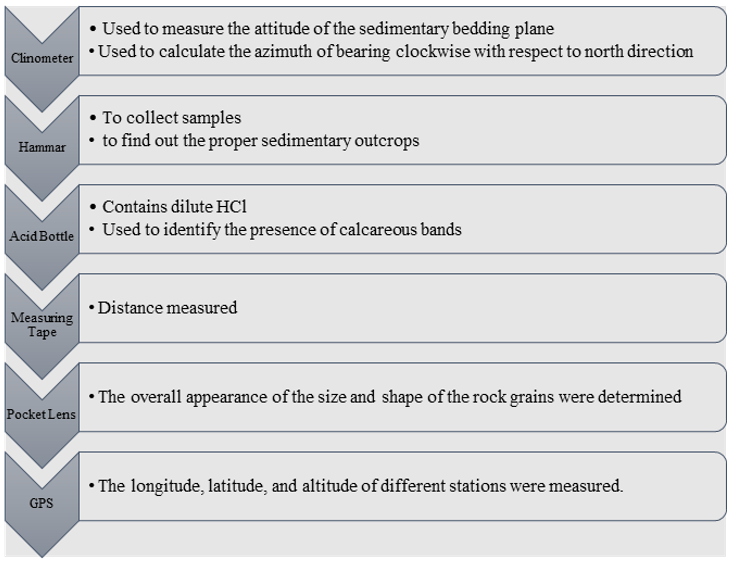 Clinometer
• Used to measure the attitude of the sedimentary bedding plane
• Used to calculate the azimuth of bearing clockwise with respect to north direction
Hammar
• To collect samples
• to find out the proper sedimentary outcrops
Acid Bottle
• Contains dilute HCl
• Used to identify the presence of calcareous bands
Measuring
Tape
• Distance measured
Pocket Lens
• The overall appearance of the size and shape of the rock grains were determined
GPS
• The longitude, latitude, and altitude of different stations were measured.